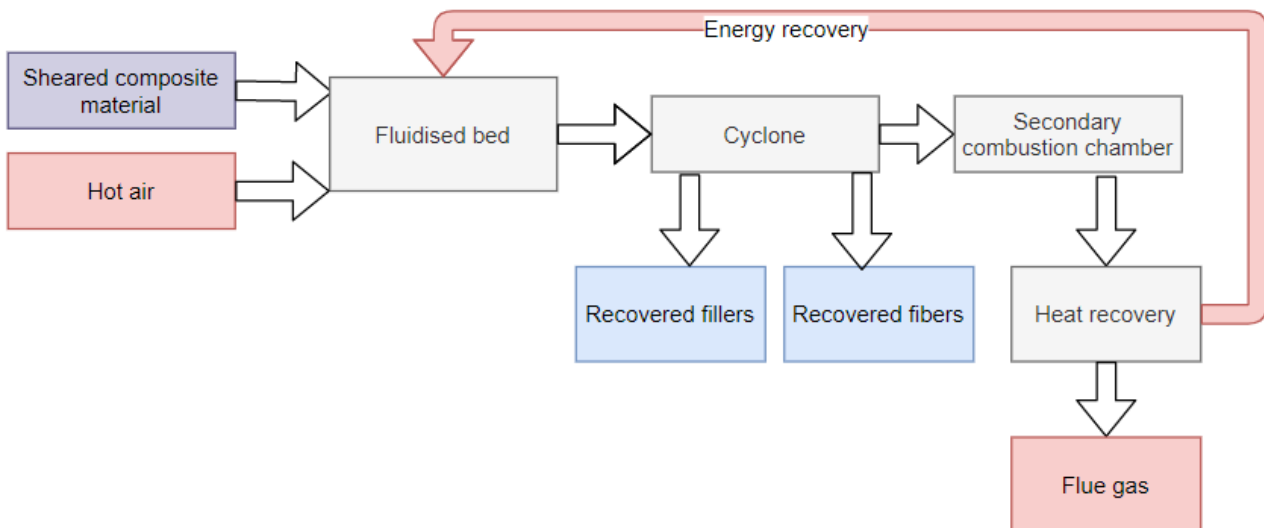 Energy recovery
Sheared composite
material
Fluidised bed
Cyclone
Secondary
combustion chamber
Hot air
Recovered fillers
Recovered fibers
Heat recovery
Flue gas